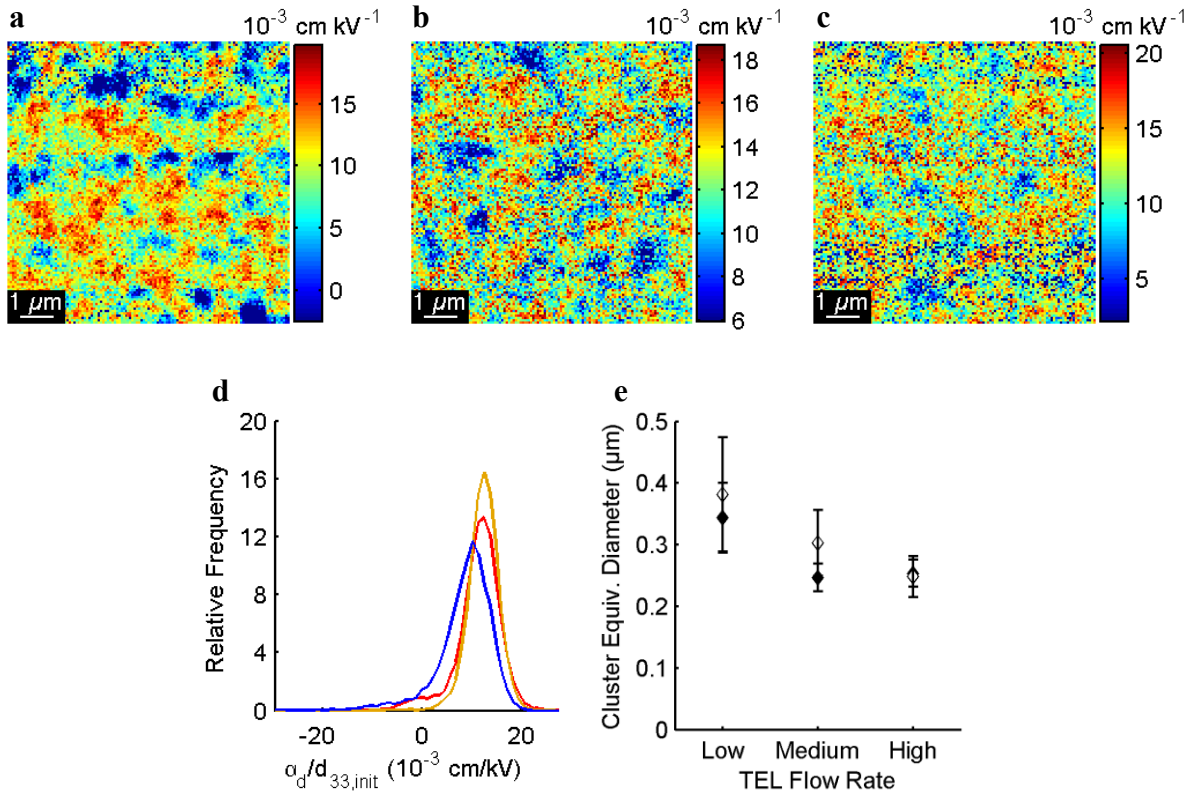 a
10⁻³ cm kV⁻¹
15
10
5
0
1 µm
b
10⁻³ cm kV⁻¹
18
16
14
12
10
8
6
1 µm
c
10⁻³ cm kV⁻¹
20
15
10
5
1 µm
d
20
16
12
8
4
0
Relative Frequency
-20 0 20
α_d/d_33,init (10⁻³ cm/kV)
e
0.5
0.4
0.3
0.2
0.1
0
Cluster Equiv. Diameter (µm)
Low Medium High
TEL Flow Rate